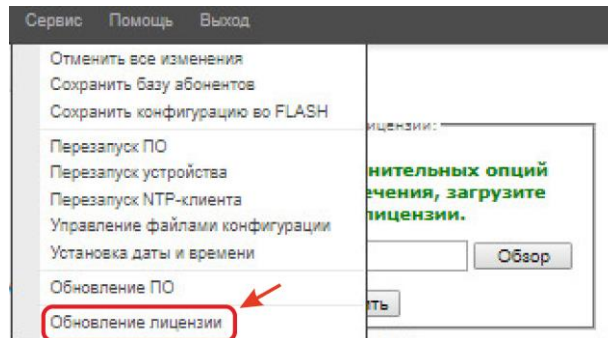 Сервис Помощь Выход
Отменить все изменения
Сохранить базу абонентов
Сохранить конфигурацию во FLASH
Перезапуск ПО
Перезапуск устройства
Перезапуск NTP-клиента
Управление файлами конфигурации
Установка даты и времени
Обновление ПО
Обновление лицензии
ицензии:
нительных опций
ечения, загрузите
лицензии.
Обзор
ить